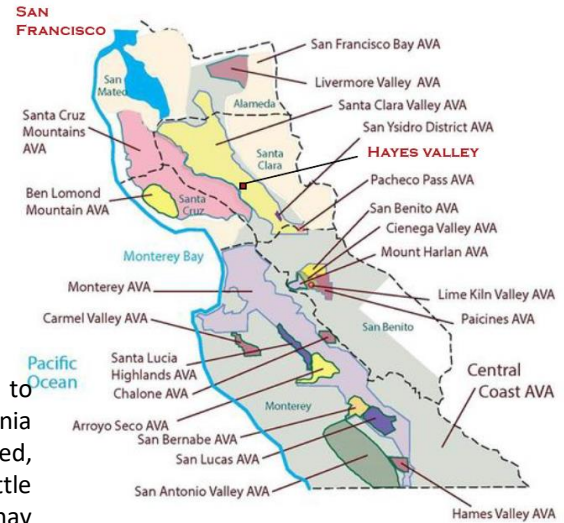 SAN
FRANCISCO
San Francisco Bay AVA
San
Mateo
Livermore Valley AVA
Alameda
Santa Clara Valley AVA
Santa Cruz
Mountains
AVA
San Ysidro District AVA
Santa
Clara
HAYES VALLEY
Pacheco Pass AVA
Ben Lomond
Mountain AVA
Santa
Cruz
San Benito AVA
Cienega Valley AVA
Mount Harlan AVA
Monterey Bay
Monterey AVA
Lime Kiln Valley AVA
Paicines AVA
Carmel Valley AVA
San Benito
Pacific
Ocean
Santa Lucia
Highlands AVA
Chalone AVA
Central
Coast AVA
Monterey
Arroyo Seco AVA
San Bernabe AVA
San Lucas AVA
San Antonio Valley AVA
Hames Valley AVA
to
nia
ed,
ttle
may